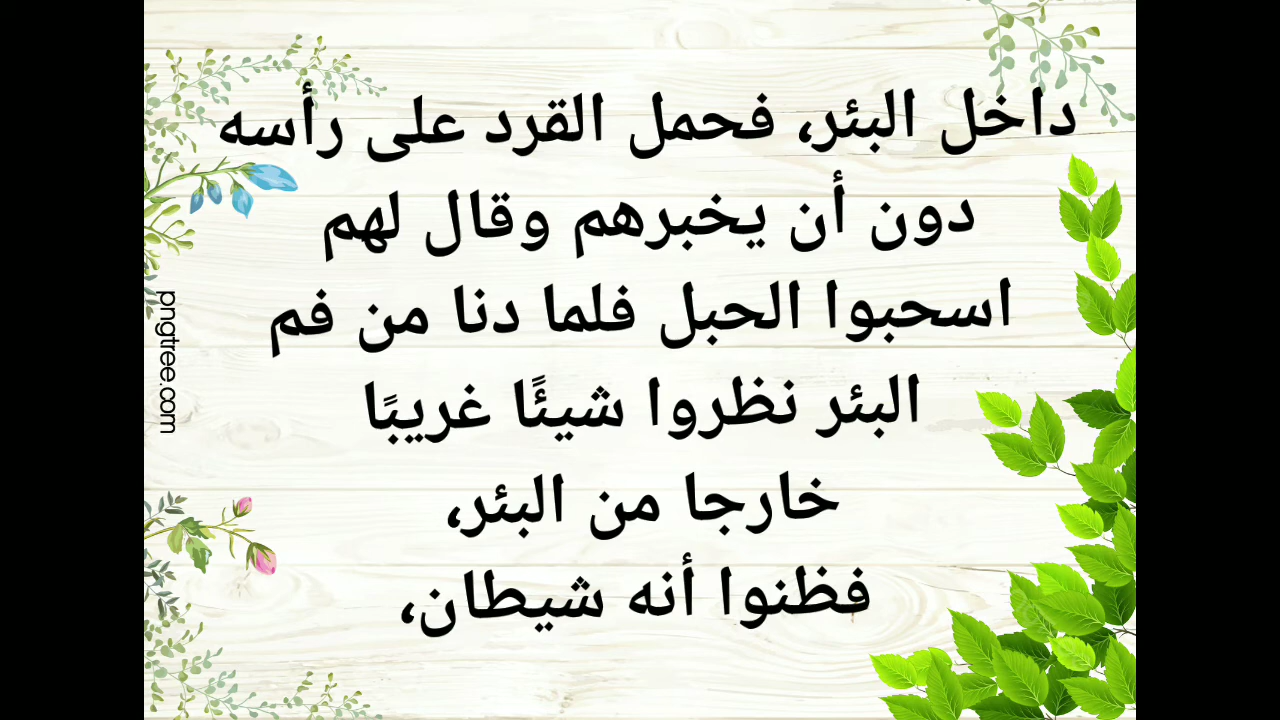 داخل البئر، فحمل القرد على رأسه
دون أن يخبرهم وقال لهم
اسحبوا الحبل فلما دنا من فم
البئر نظروا شيئًا غريبًا
خارجا من البئر،
فظنوا أنه شيطان،
pngtree.com